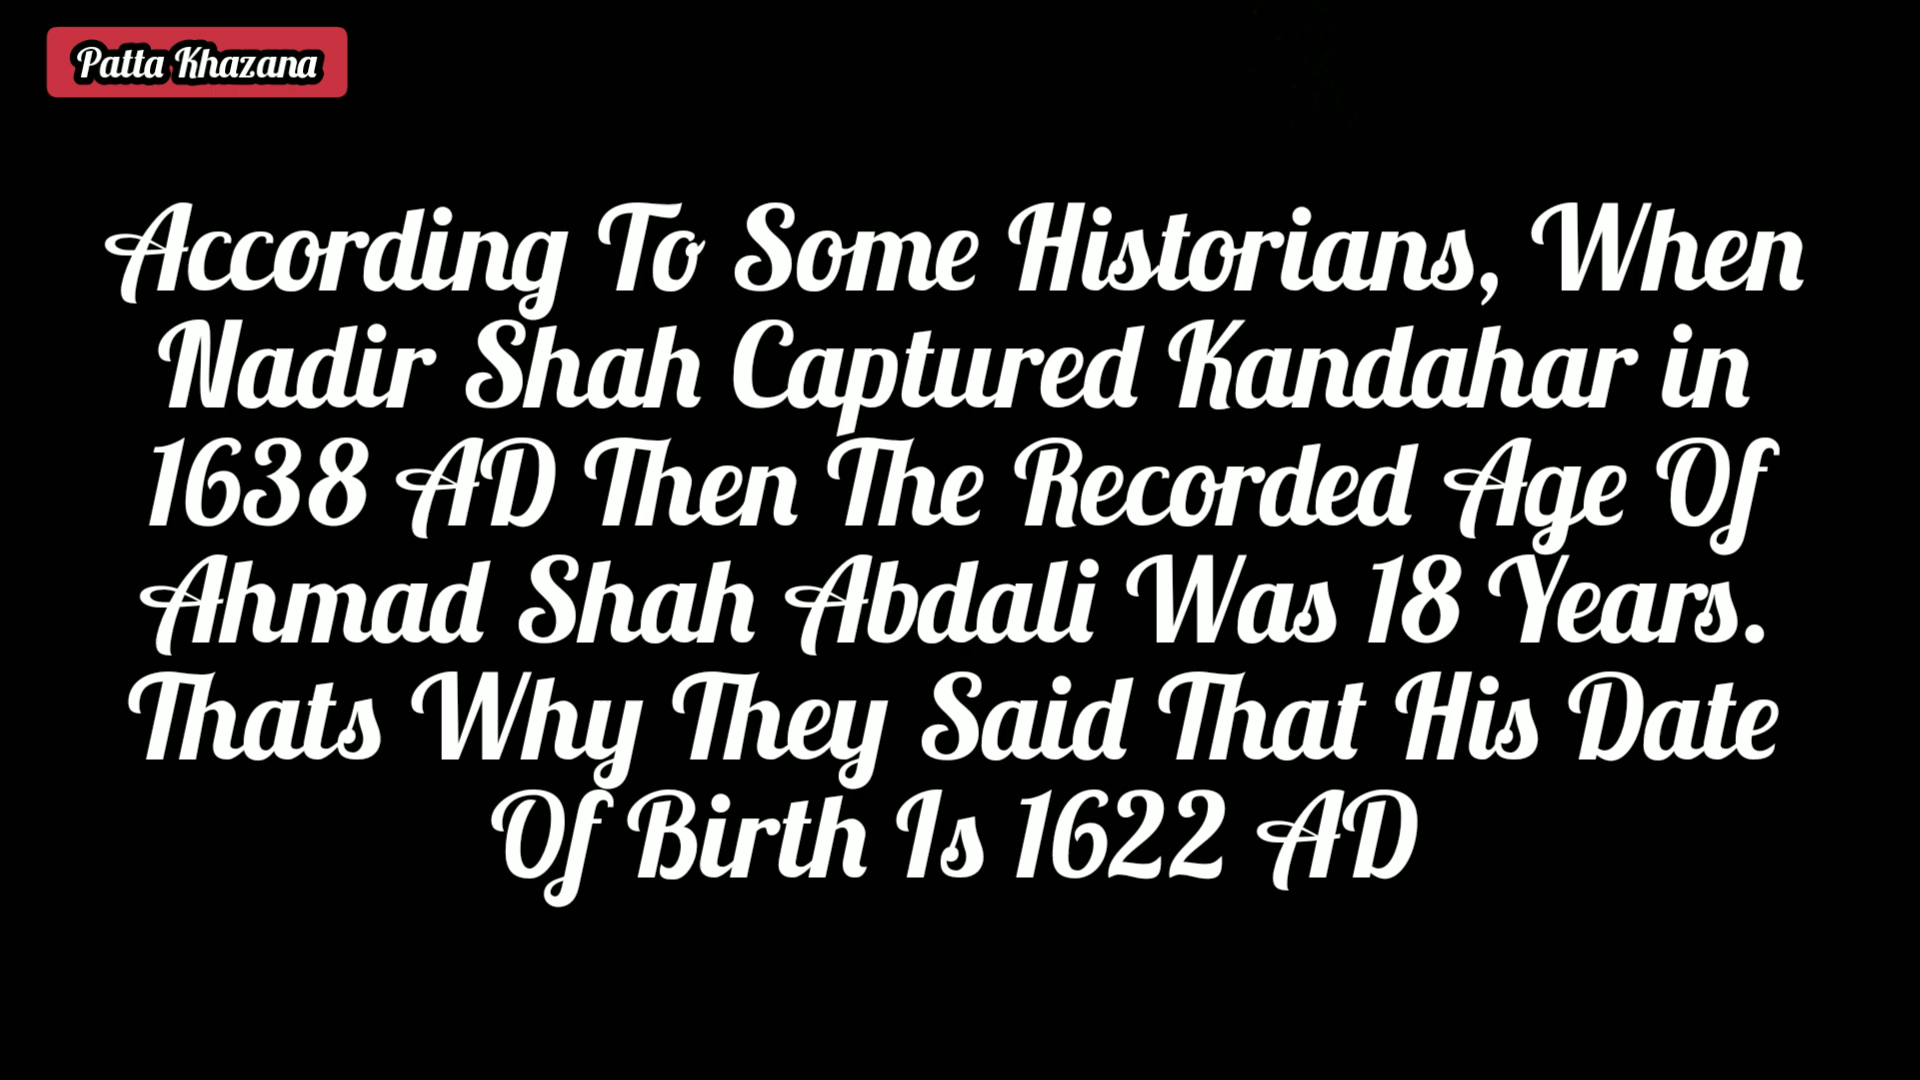 Patta Khazana
According To Some Historians, When
Nadir Shah Captured Kandahar in
1638 AD Then The Recorded Age Of
Ahmad Shah Abdali Was 18 Years.
Thats Why They Said That His Date
Of Birth Is 1622 AD